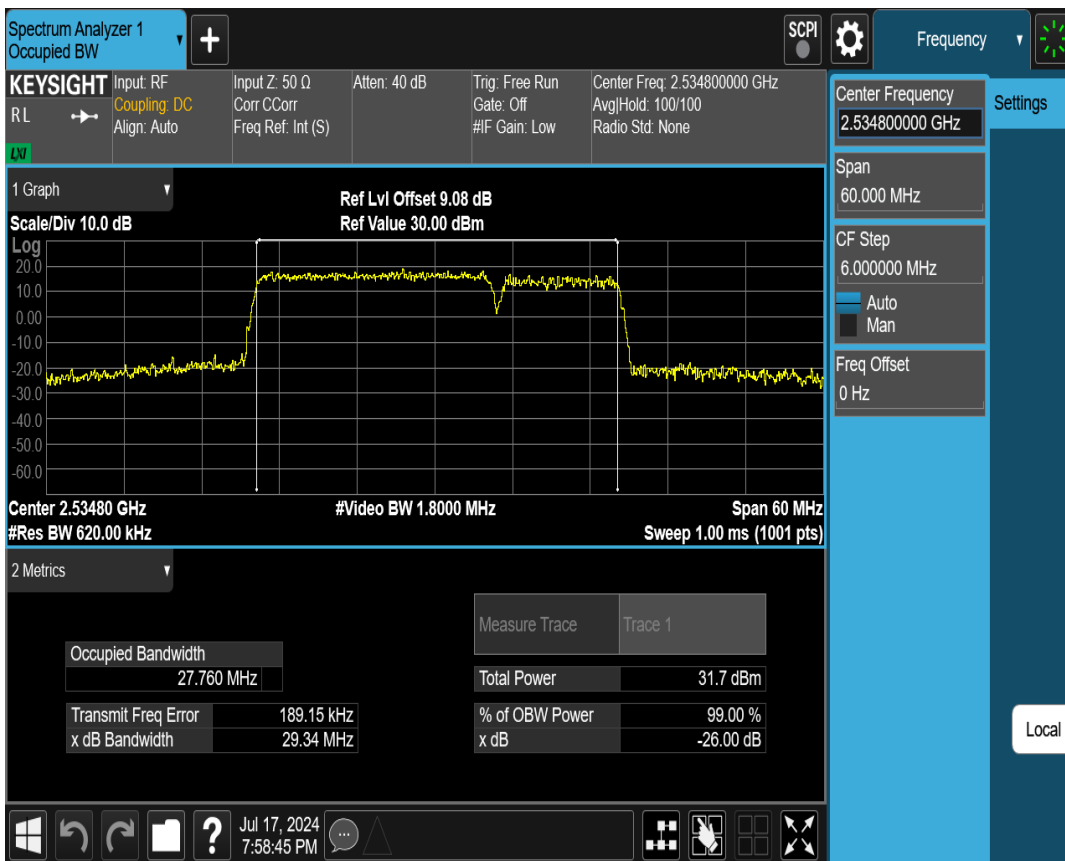 Spectrum Analyzer 1
Occupied BW
SCPI
Frequency
KEYSIGHT
RL
LXI
Input: RF
Coupling: DC
Align: Auto
Input Z: 50 Ω
Corr CCorr
Freq Ref: Int (S)
Atten: 40 dB
Trig: Free Run
Gate: Off
#IF Gain: Low
Center Freq: 2.534800000 GHz
Avg|Hold: 100/100
Radio Std: None
Center Frequency
2.534800000 GHz
Settings
Span
60.000 MHz
CF Step
6.000000 MHz
Auto
Man
Freq Offset
0 Hz
Local
1 Graph
Ref Lvl Offset 9.08 dB
Scale/Div 10.0 dB
Ref Value 30.00 dBm
Log
20.0
10.0
0.00
-10.0
-20.0
-30.0
-40.0
-50.0
-60.0
Center 2.53480 GHz
#Video BW 1.8000 MHz
Span 60 MHz
#Res BW 620.00 kHz
Sweep 1.00 ms (1001 pts)
2 Metrics
Measure Trace Trace 1
Occupied Bandwidth
27.760 MHz
Total Power 31.7 dBm
Transmit Freq Error 189.15 kHz
% of OBW Power 99.00 %
x dB Bandwidth 29.34 MHz
x dB -26.00 dB
?
Jul 17, 2024
7:58:45 PM